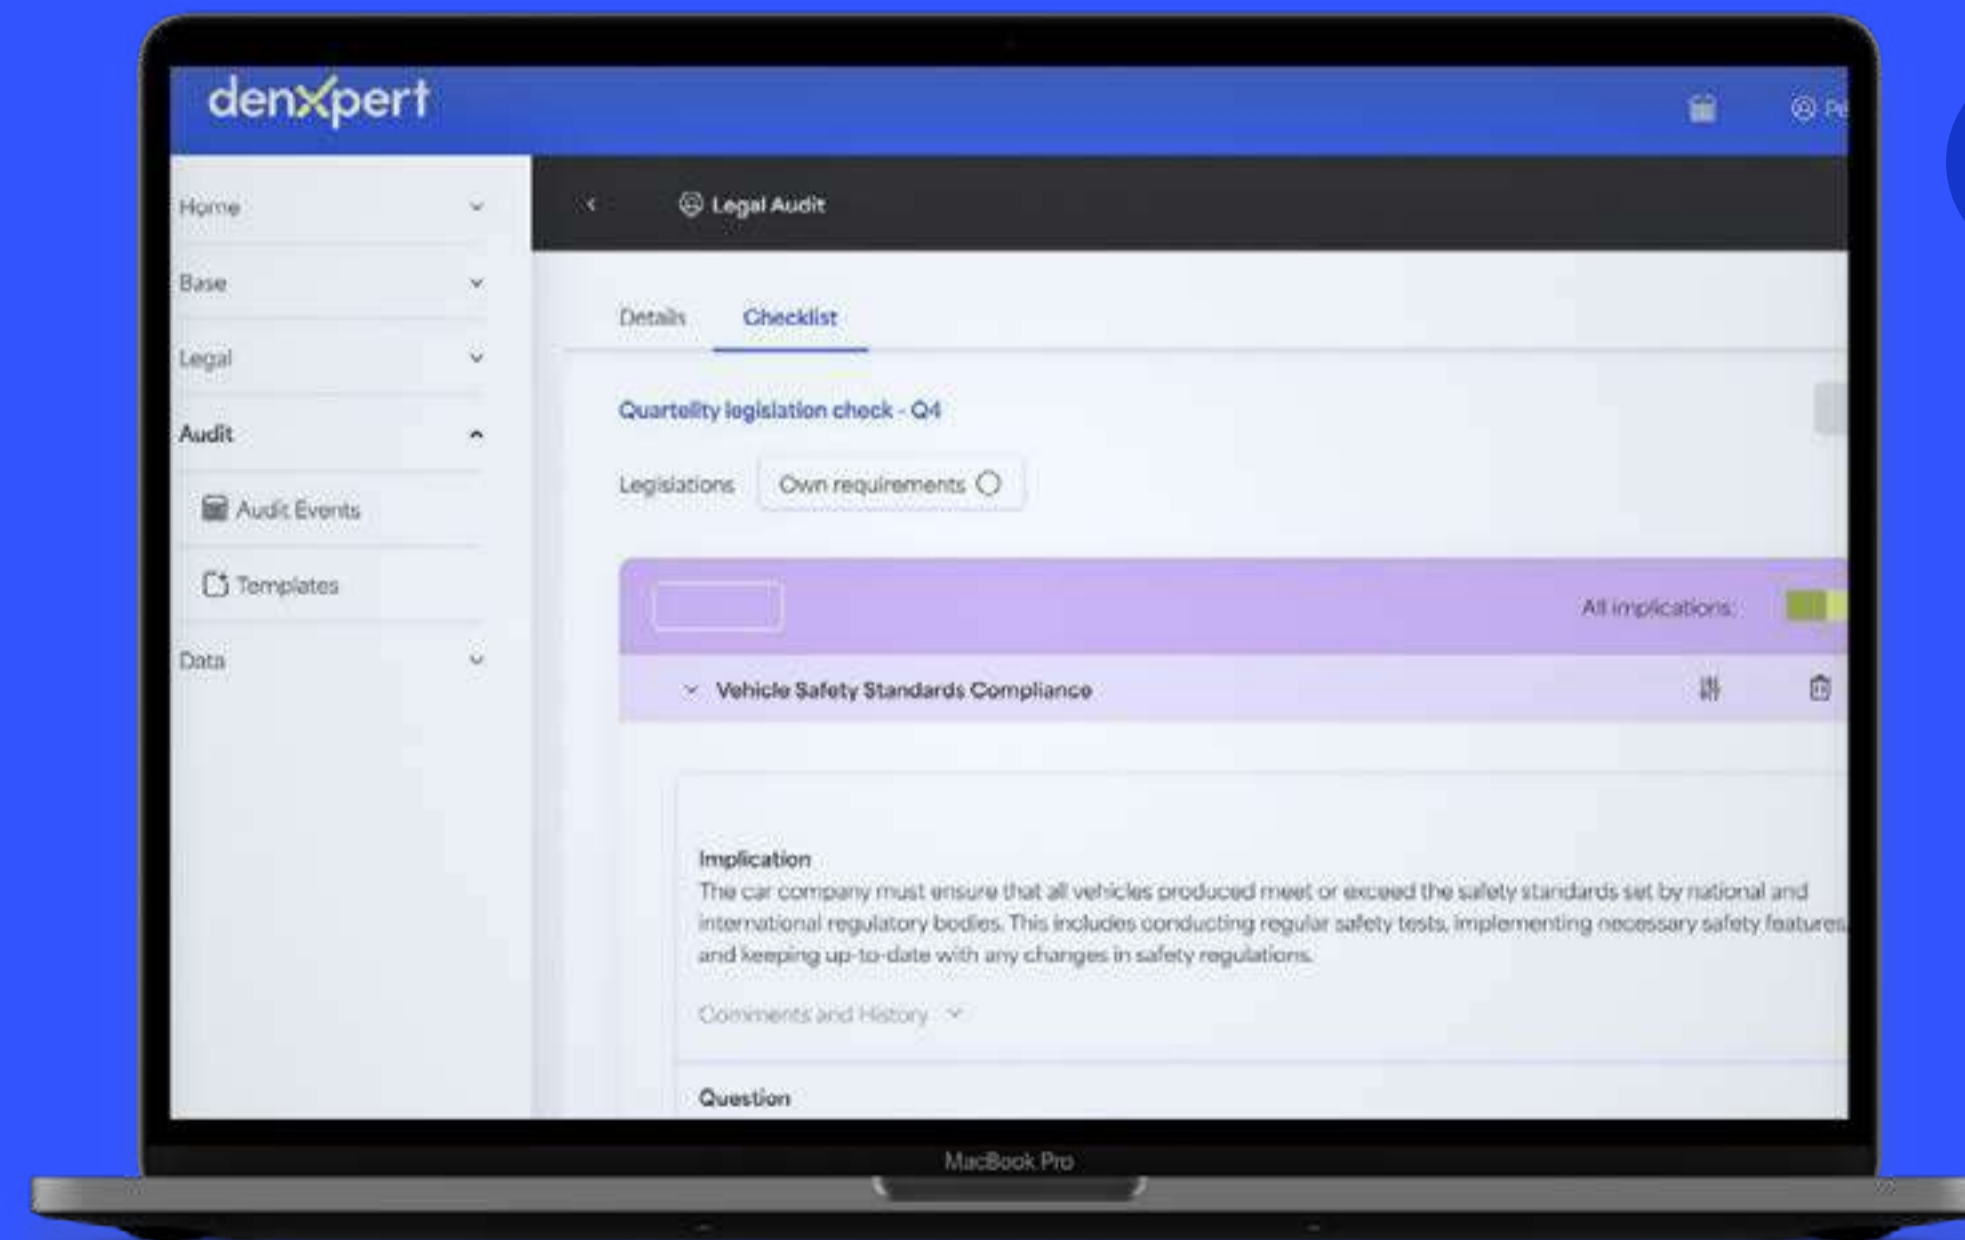 denxpert
Home
Base
Legal
Audit
Audit Events
Templates
Data
Legal Audit
Details Checklist
Quartellty legislation check - Q4
Legislations Own requirements
All implications:
Vehicle Safety Standards Compliance
Implication
The car company must ensure that all vehicles produced meet or exceed the safety standards set by national and
international regulatory bodies. This includes conducting regular safety tests, implementing necessary safety features,
and keeping up-to-date with any changes in safety regulations.
Comments and History
Question
MacBook Pro